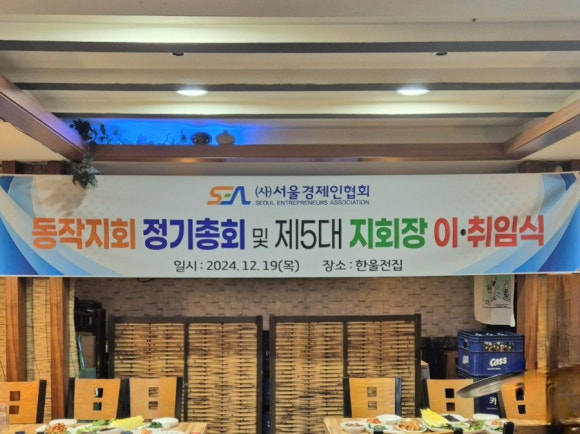 SEA (사)서울경제인협회
SEOUL ENTREPRENEURS ASSOCIATION
동작지회 정기총회 및 제5대 지회장 이·취임식
일시 : 2024. 12. 19(목) 장소 : 한울전집
Cass
카